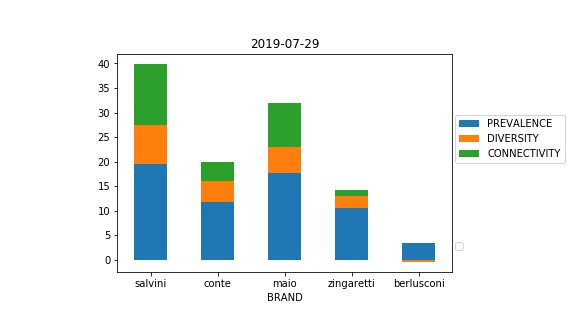 2019-07-29
40
35
30
25
20
15
10
5
0
salvini conte maio zingaretti berlusconi
BRAND
PREVALENCE
DIVERSITY
CONNECTIVITY